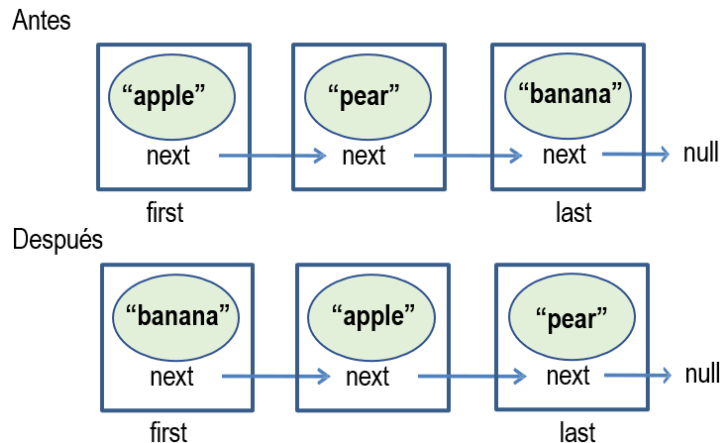 Antes
“apple” “pear” “banana”
next next next null
first last
Después
“banana” “apple” “pear”
next next next null
first last